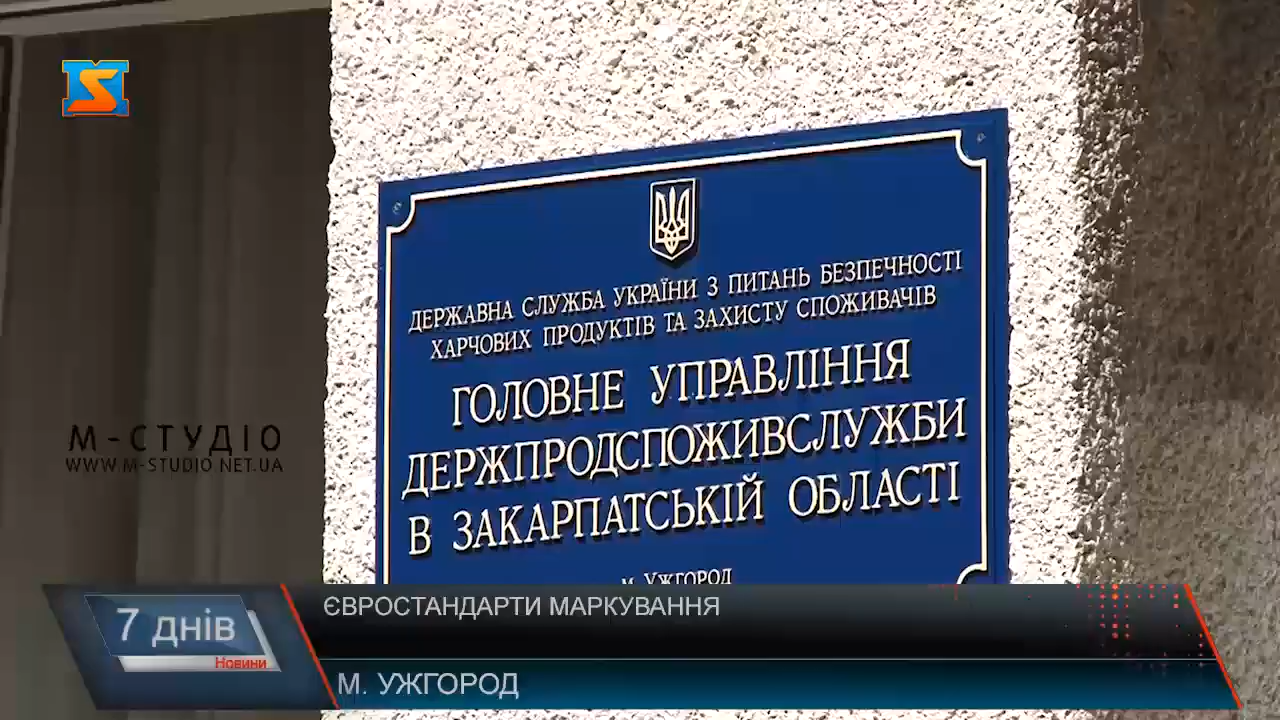 М-СТУДІО
WWW.M-STUDIO.NET.UA
ДЕРЖАВНА СЛУЖБА УКРАЇНИ З ПИТАНЬ БЕЗПЕЧНОСТІ
ХАРЧОВИХ ПРОДУКТІВ ТА ЗАХИСТУ СПОЖИВАЧІВ
ГОЛОВНЕ УПРАВЛІННЯ
ДЕРЖПРОДСПОЖИВСЛУЖБИ
В ЗАКАРПАТСЬКІЙ ОБЛАСТІ
м. УЖГОРОД
7 днів
Новини
ЄВРОСТАНДАРТИ МАРКУВАННЯ
М. УЖГОРОД